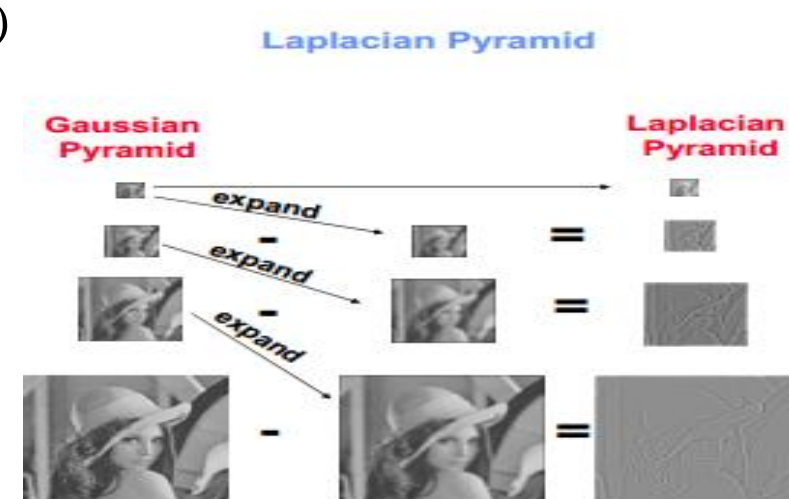 )
Laplacian Pyramid
Gaussian
Pyramid
Laplacian
Pyramid
expand
-
=
expand
-
=
expand
-
=